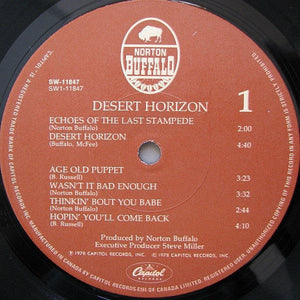 NORTON
BUFFALO
SW-11847
SW1-11847
DESERT HORIZON
1
ECHOES OF THE LAST STAMPEDE
(Norton Buffalo) 2:00
DESERT HORIZON
(Buffalo, McFee) 4:40
AGE OLD PUPPET
(B. Russell) 3:23
WASN'T IT BAD ENOUGH 3:32
THINKIN' BOUT YOU BABE
(Norton Buffalo) 2:44
HOPIN' YOU'LL COME BACK
(B. Russell) 4:10
Produced by Norton Buffalo
Executive Producer Steve Miller
℗ 1978 CAPITOL RECORDS, INC. © 1978 CAPITOL RECORDS, INC.
Capitol
RECORDS